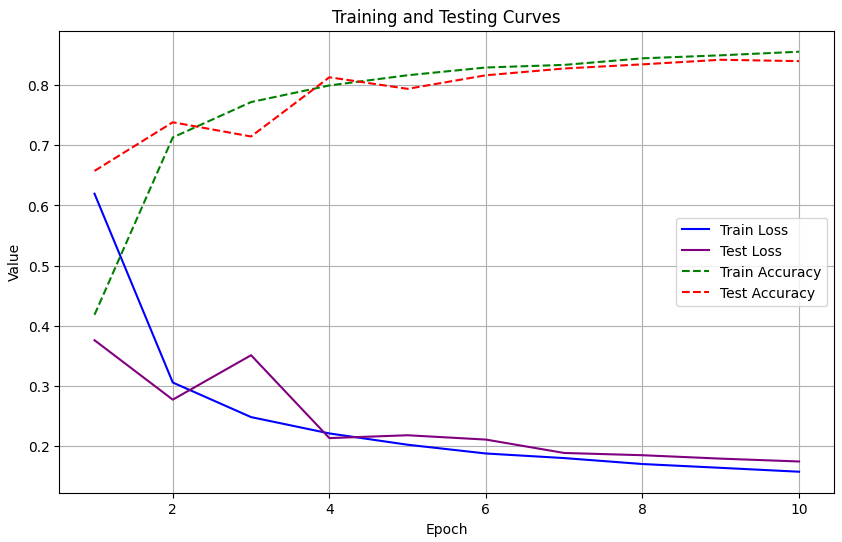 Training and Testing Curves
Value
0.8
0.7
0.6
0.5
0.4
0.3
0.2
Train Loss
Test Loss
Train Accuracy
Test Accuracy
2 4 6 8 10
Epoch